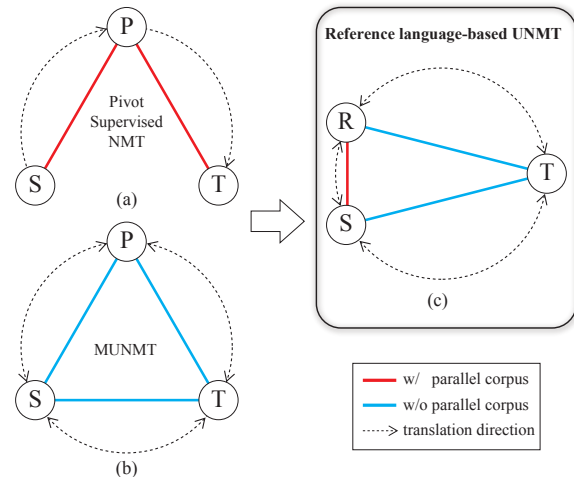 P
Pivot
Supervised
NMT
S
T
(a)
P
MUNMT
S
T
(b)
Reference language-based UNMT
R
T
S
(c)
w/ parallel corpus
w/o parallel corpus
translation direction